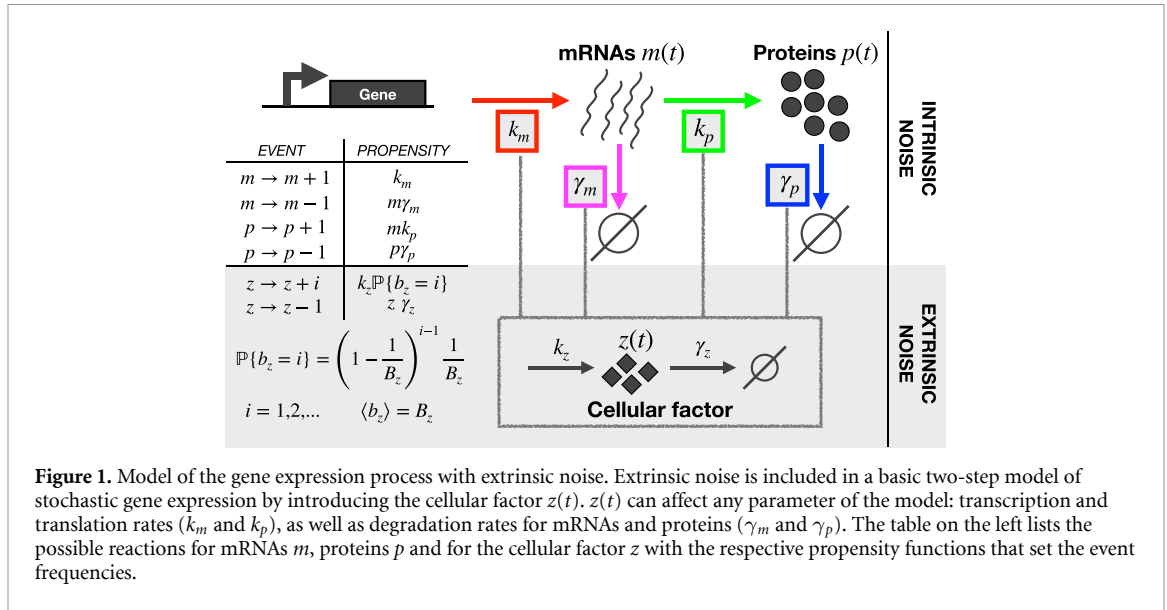 mRNAs m(t)
Proteins p(t)
Gene
k_m
k_p
γ_m
γ_p
INTRINSIC
NOISE
EVENT PROPENSITY
m → m + 1 k_m
m → m − 1 mγ_m
p → p + 1 mk_p
p → p − 1 pγ_p
z → z + i k_z ℙ{b_z = i}
z → z − 1 z γ_z
ℙ{b_z = i} = (1 − 1/B_z)^{i−1} 1/B_z
i = 1,2,... ⟨b_z⟩ = B_z
k_z z(t) γ_z
Cellular factor
EXTRINSIC
NOISE
Figure 1. Model of the gene expression process with extrinsic noise. Extrinsic noise is included in a basic two-step model of
stochastic gene expression by introducing the cellular factor z(t). z(t) can affect any parameter of the model: transcription and
translation rates (k_m and k_p), as well as degradation rates for mRNAs and proteins (γ_m and γ_p). The table on the left lists the
possible reactions for mRNAs m, proteins p and for the cellular factor z with the respective propensity functions that set the event
frequencies.